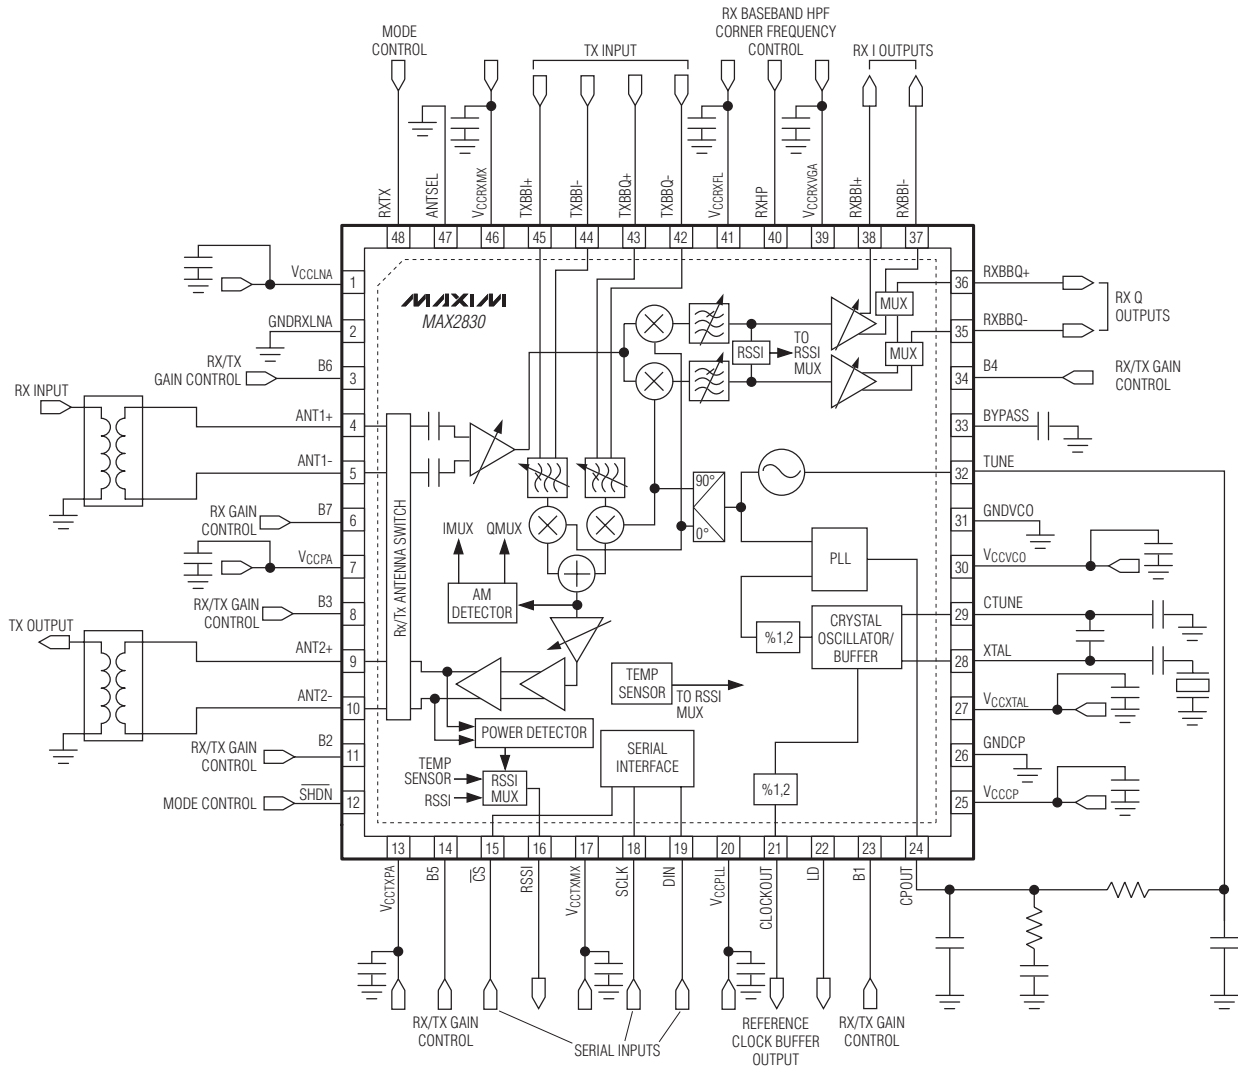 RX BASEBAND HPF
CORNER FREQUENCY
CONTROL
MODE
CONTROL
TX INPUT
RX I OUTPUTS
RXTX
ANTSEL
VCCRXMX
TXBBI+
TXBBI-
TXBBQ+
TXBBQ-
VCCRXFL
RXHP
VCCRXVGA
RXBBI+
RXBBI-
48
47
46
45
44
43
42
41
40
39
38
37
VCCLNA
1
GNDRXLNA
2
RX/TX
GAIN CONTROL
B6
3
RX INPUT
ANT1+
4
ANT1-
5
RX GAIN
CONTROL
B7
6
VCCPA
7
RX/TX GAIN
CONTROL
B3
8
TX OUTPUT
ANT2+
9
ANT2-
10
RX/TX GAIN
CONTROL
B2
11
MODE CONTROL
SHDN
12
MAXIM
MAX2830
MUX
MUX
RSSI
TO
RSSI
MUX
Rx/Tx ANTENNA SWITCH
90°
0°
IMUX
QMUX
AM
DETECTOR
PLL
%1,2
CRYSTAL
OSCILLATOR/
BUFFER
TEMP
SENSOR
TO RSSI
MUX
POWER DETECTOR
SERIAL
INTERFACE
TEMP
SENSOR
RSSI
RSSI
MUX
%1,2
36
RXBBQ+
35
RXBBQ-
RX Q
OUTPUTS
34
B4
RX/TX GAIN
CONTROL
33
BYPASS
32
TUNE
31
GNDVCO
30
VCCVCO
29
CTUNE
28
XTAL
27
VCCXTAL
26
GNDCP
25
VCCCP
13
14
15
16
17
18
19
20
21
22
23
24
VCCTXPA
B5
CS
RSSI
VCCTXMX
SCLK
DIN
VCCPLL
CLOCKOUT
LD
B1
CPOUT
RX/TX GAIN
CONTROL
SERIAL INPUTS
REFERENCE
CLOCK BUFFER
OUTPUT
RX/TX GAIN
CONTROL